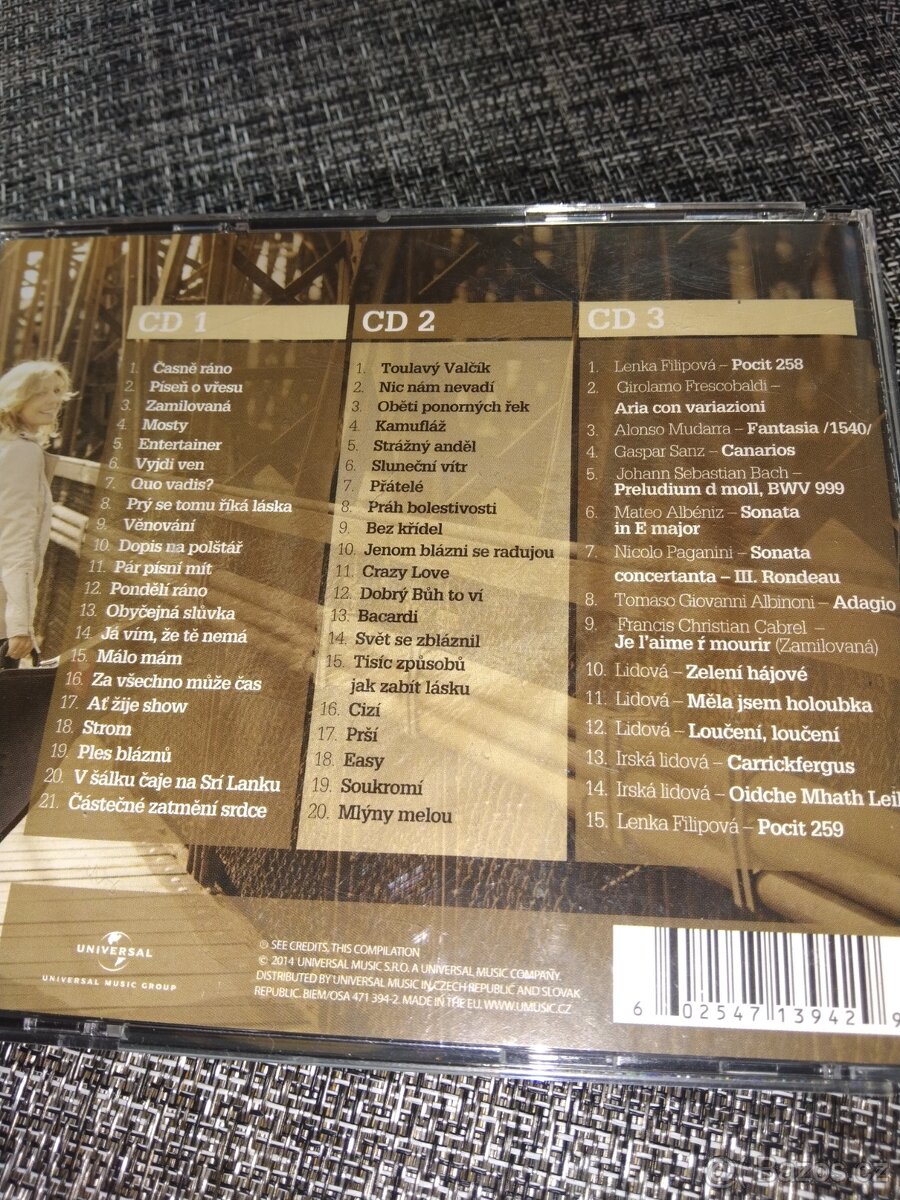 CD 1
1. Časně ráno
2. Píseň o vřesu
3. Zamilovaná
4. Mosty
5. Entertainer
6. Vyjdi ven
7. Quo vadis?
8. Prý se tomu říká láska
9. Věnování
10. Dopis na polštář
11. Pár písní mít
12. Pondělí ráno
13. Obyčejná slůvka
14. Já vím, že tě nemá
15. Málo mám
16. Za všechno může čas
17. Ať žije show
18. Strom
19. Ples bláznů
20. V šálku čaje na Srí Lanku
21. Částečné zatmění srdce
CD 2
1. Toulavý Valčík
2. Nic nám nevadí
3. Oběti ponorných řek
4. Kamufláž
5. Strážný anděl
6. Sluneční vítr
7. Přátelé
8. Práh bolestivosti
9. Bez křídel
10. Jenom blázni se radujou
11. Crazy Love
12. Dobrý Bůh to ví
13. Bacardi
14. Svět se zbláznil
15. Tisíc způsobů
jak zabít lásku
16. Cizí
17. Prší
18. Easy
19. Soukromí
20. Mlýny melou
CD 3
1. Lenka Filipová – Pocit 258
2. Girolamo Frescobaldi –
Aria con variazioni
3. Alonso Mudarra – Fantasia /1540/
4. Gaspar Sanz – Canarios
5. Johann Sebastian Bach –
Preludium d moll, BWV 999
6. Mateo Albéniz – Sonata
in E major
7. Nicolo Paganini – Sonata
concertanta – III. Rondeau
8. Tomaso Giovanni Albinoni – Adagio
9. Francis Christian Cabrel –
Je l'aime ŕ mourir (Zamilovaná)
10. Lidová – Zelení hájové
11. Lidová – Měla jsem holoubka
12. Lidová – Loučení, loučení
13. Irská lidová – Carrickfergus
14. Irská lidová – Oidche Mhath Leil
15. Lenka Filipová – Pocit 259
UNIVERSAL
UNIVERSAL MUSIC GROUP
℗ SEE CREDITS, THIS COMPILATION
© 2014 UNIVERSAL MUSIC S.R.O. A UNIVERSAL MUSIC COMPANY.
DISTRIBUTED BY UNIVERSAL MUSIC IN CZECH REPUBLIC AND SLOVAK
REPUBLIC. BIEM/OSA 471 394-2. MADE IN THE EU. WWW.UMUSIC.CZ
6 02547 13942 9
Bazos.cz